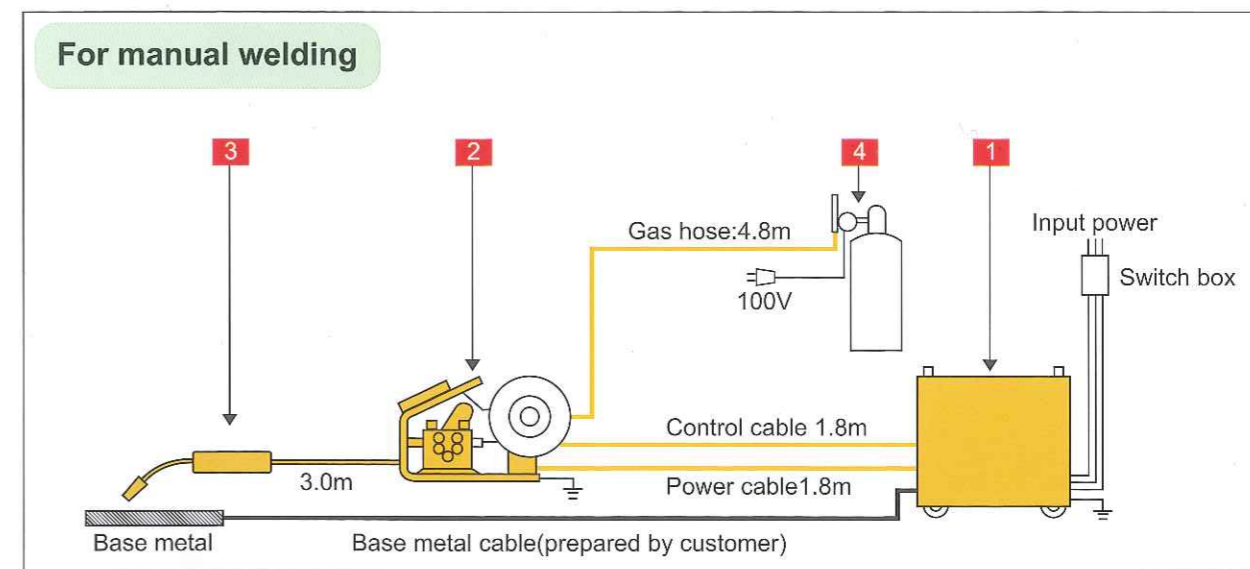 For manual welding
3
2
4
1
Gas hose:4.8m
Input power
Switch box
100V
Control cable 1.8m
3.0m
Power cable1.8m
Base metal
Base metal cable(prepared by customer)